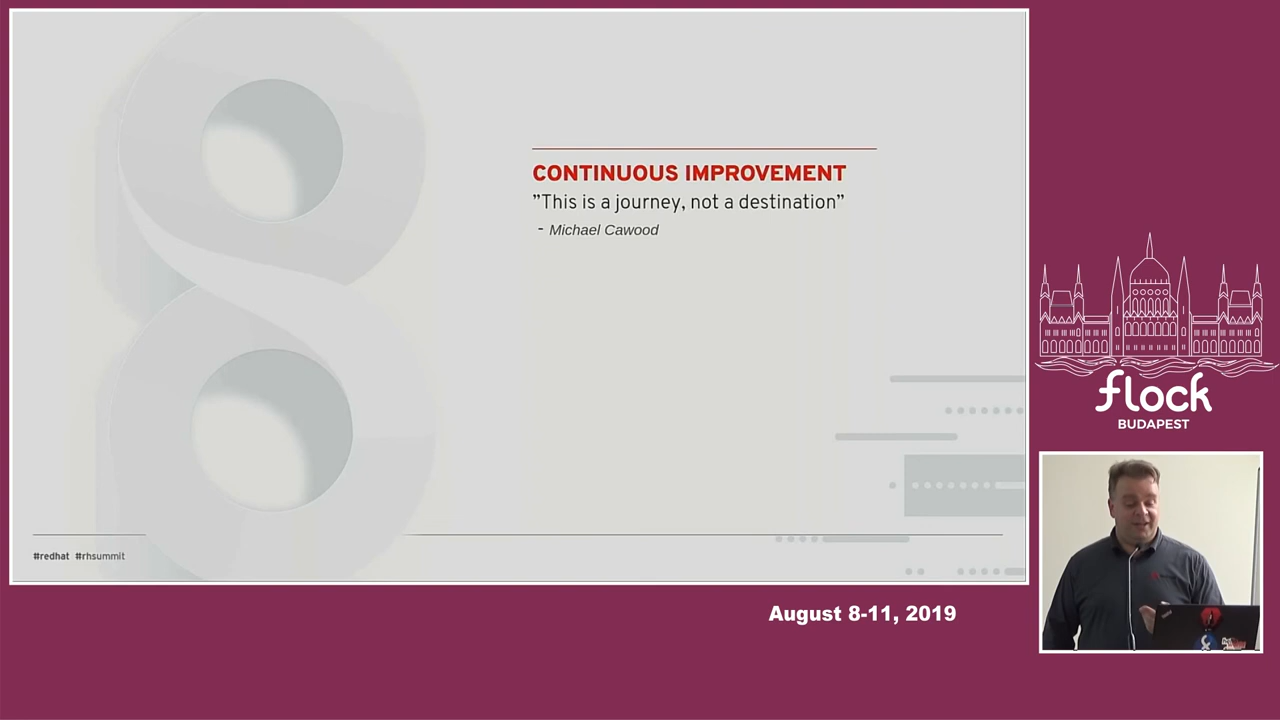 CONTINUOUS IMPROVEMENT
”This is a journey, not a destination”
- Michael Cawood
#redhat #rhsummit
flock
BUDAPEST
August 8-11, 2019